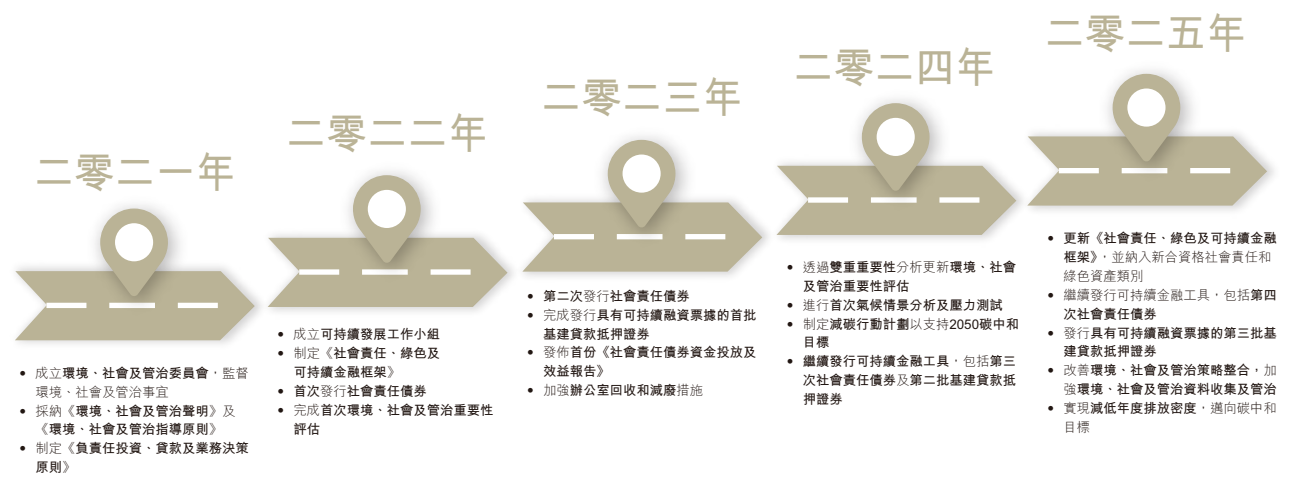 二零二一年
• 成立環境、社會及管治委員會，監督
環境、社會及管治事宜
• 採納《環境、社會及管治聲明》及
《環境、社會及管治指導原則》
• 制定《負責任投資、貸款及業務決策
原則》
二零二二年
• 成立可持續發展工作小組
• 制定《社會責任、綠色及
可持續金融框架》
• 首次發行社會責任債券
• 完成首次環境、社會及管治重要性
評估
二零二三年
• 第二次發行社會責任債券
• 完成發行具有可持續融資票據的首批
基建貸款抵押證券
• 發佈首份《社會責任債券資金投放及
效益報告》
• 加強辦公室回收和減廢措施
二零二四年
• 透過雙重重要性分析更新環境、社會
及管治重要性評估
• 進行首次氣候情景分析及壓力測試
• 制定減碳行動計劃以支持2050碳中和
目標
• 繼續發行可持續金融工具，包括第三
次社會責任債券及第二批基建貸款抵
押證券
二零二五年
• 更新《社會責任、綠色及可持續金融
框架》，並納入新合資格社會責任和
綠色資產類別
• 繼續發行可持續金融工具，包括第四
次社會責任債券
• 發行具有可持續融資票據的第三批基
建貸款抵押證券
• 改善環境、社會及管治策略整合，加
強環境、社會及管治資料收集及管治
• 實現減低年度排放密度，邁向碳中和
目標